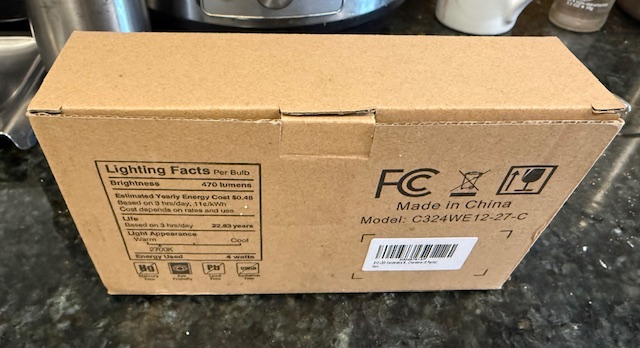 Lighting Facts Per Bulb
Brightness 470 lumens
Estimated Yearly Energy Cost $0.48
Based on 3 hrs/day, 11¢/kWh
Cost depends on rates and use
Life
Based on 3 hrs/day 22.83 years
Light Appearance
Warm Cool
2700K
Energy Used 4 watts
Hg
Pb
FC
Made in China
Model: C324WE12-27-C